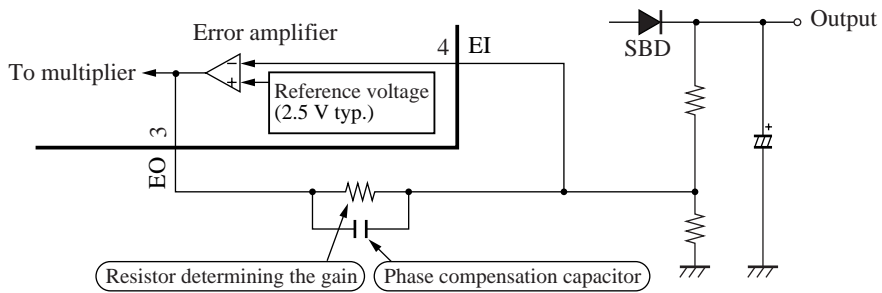 Output
Error amplifier
SBD
4 EI
To multiplier
−
+
Reference voltage
(2.5 V typ.)
3
EO
+
Resistor determining the gain
Phase compensation capacitor